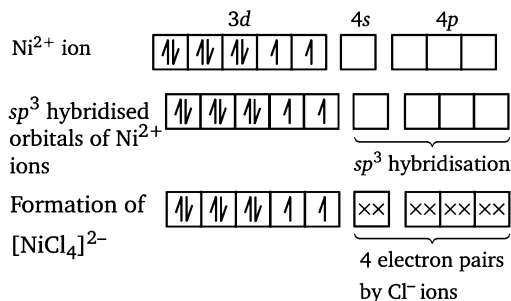 3d 4s 4p
Ni²⁺ ion
sp³ hybridised
orbitals of Ni²⁺
ions
sp³ hybridisation
Formation of
[NiCl₄]²⁻
×× ×× ×× ××
4 electron pairs
by Cl⁻ ions